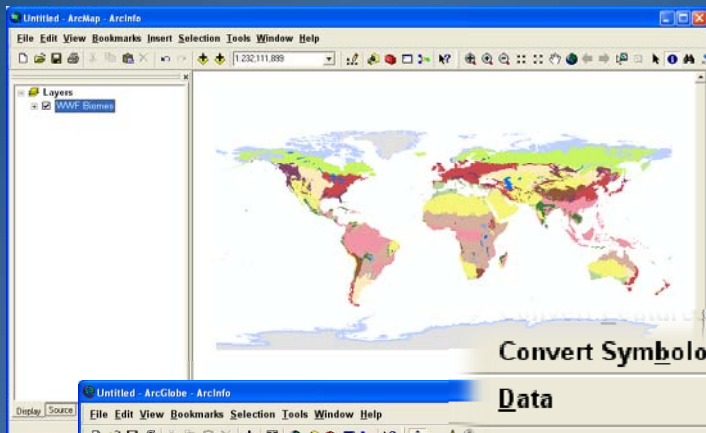 Untitled - ArcMap - ArcInfo
File Edit View Bookmarks Insert Selection Tools Window Help
1:232,111,899
Layers
WWF Biomes
Convert Symbolo
Data
Display Source
Untitled - ArcGlobe - ArcInfo
File Edit View Bookmarks Selection Tools Window Help